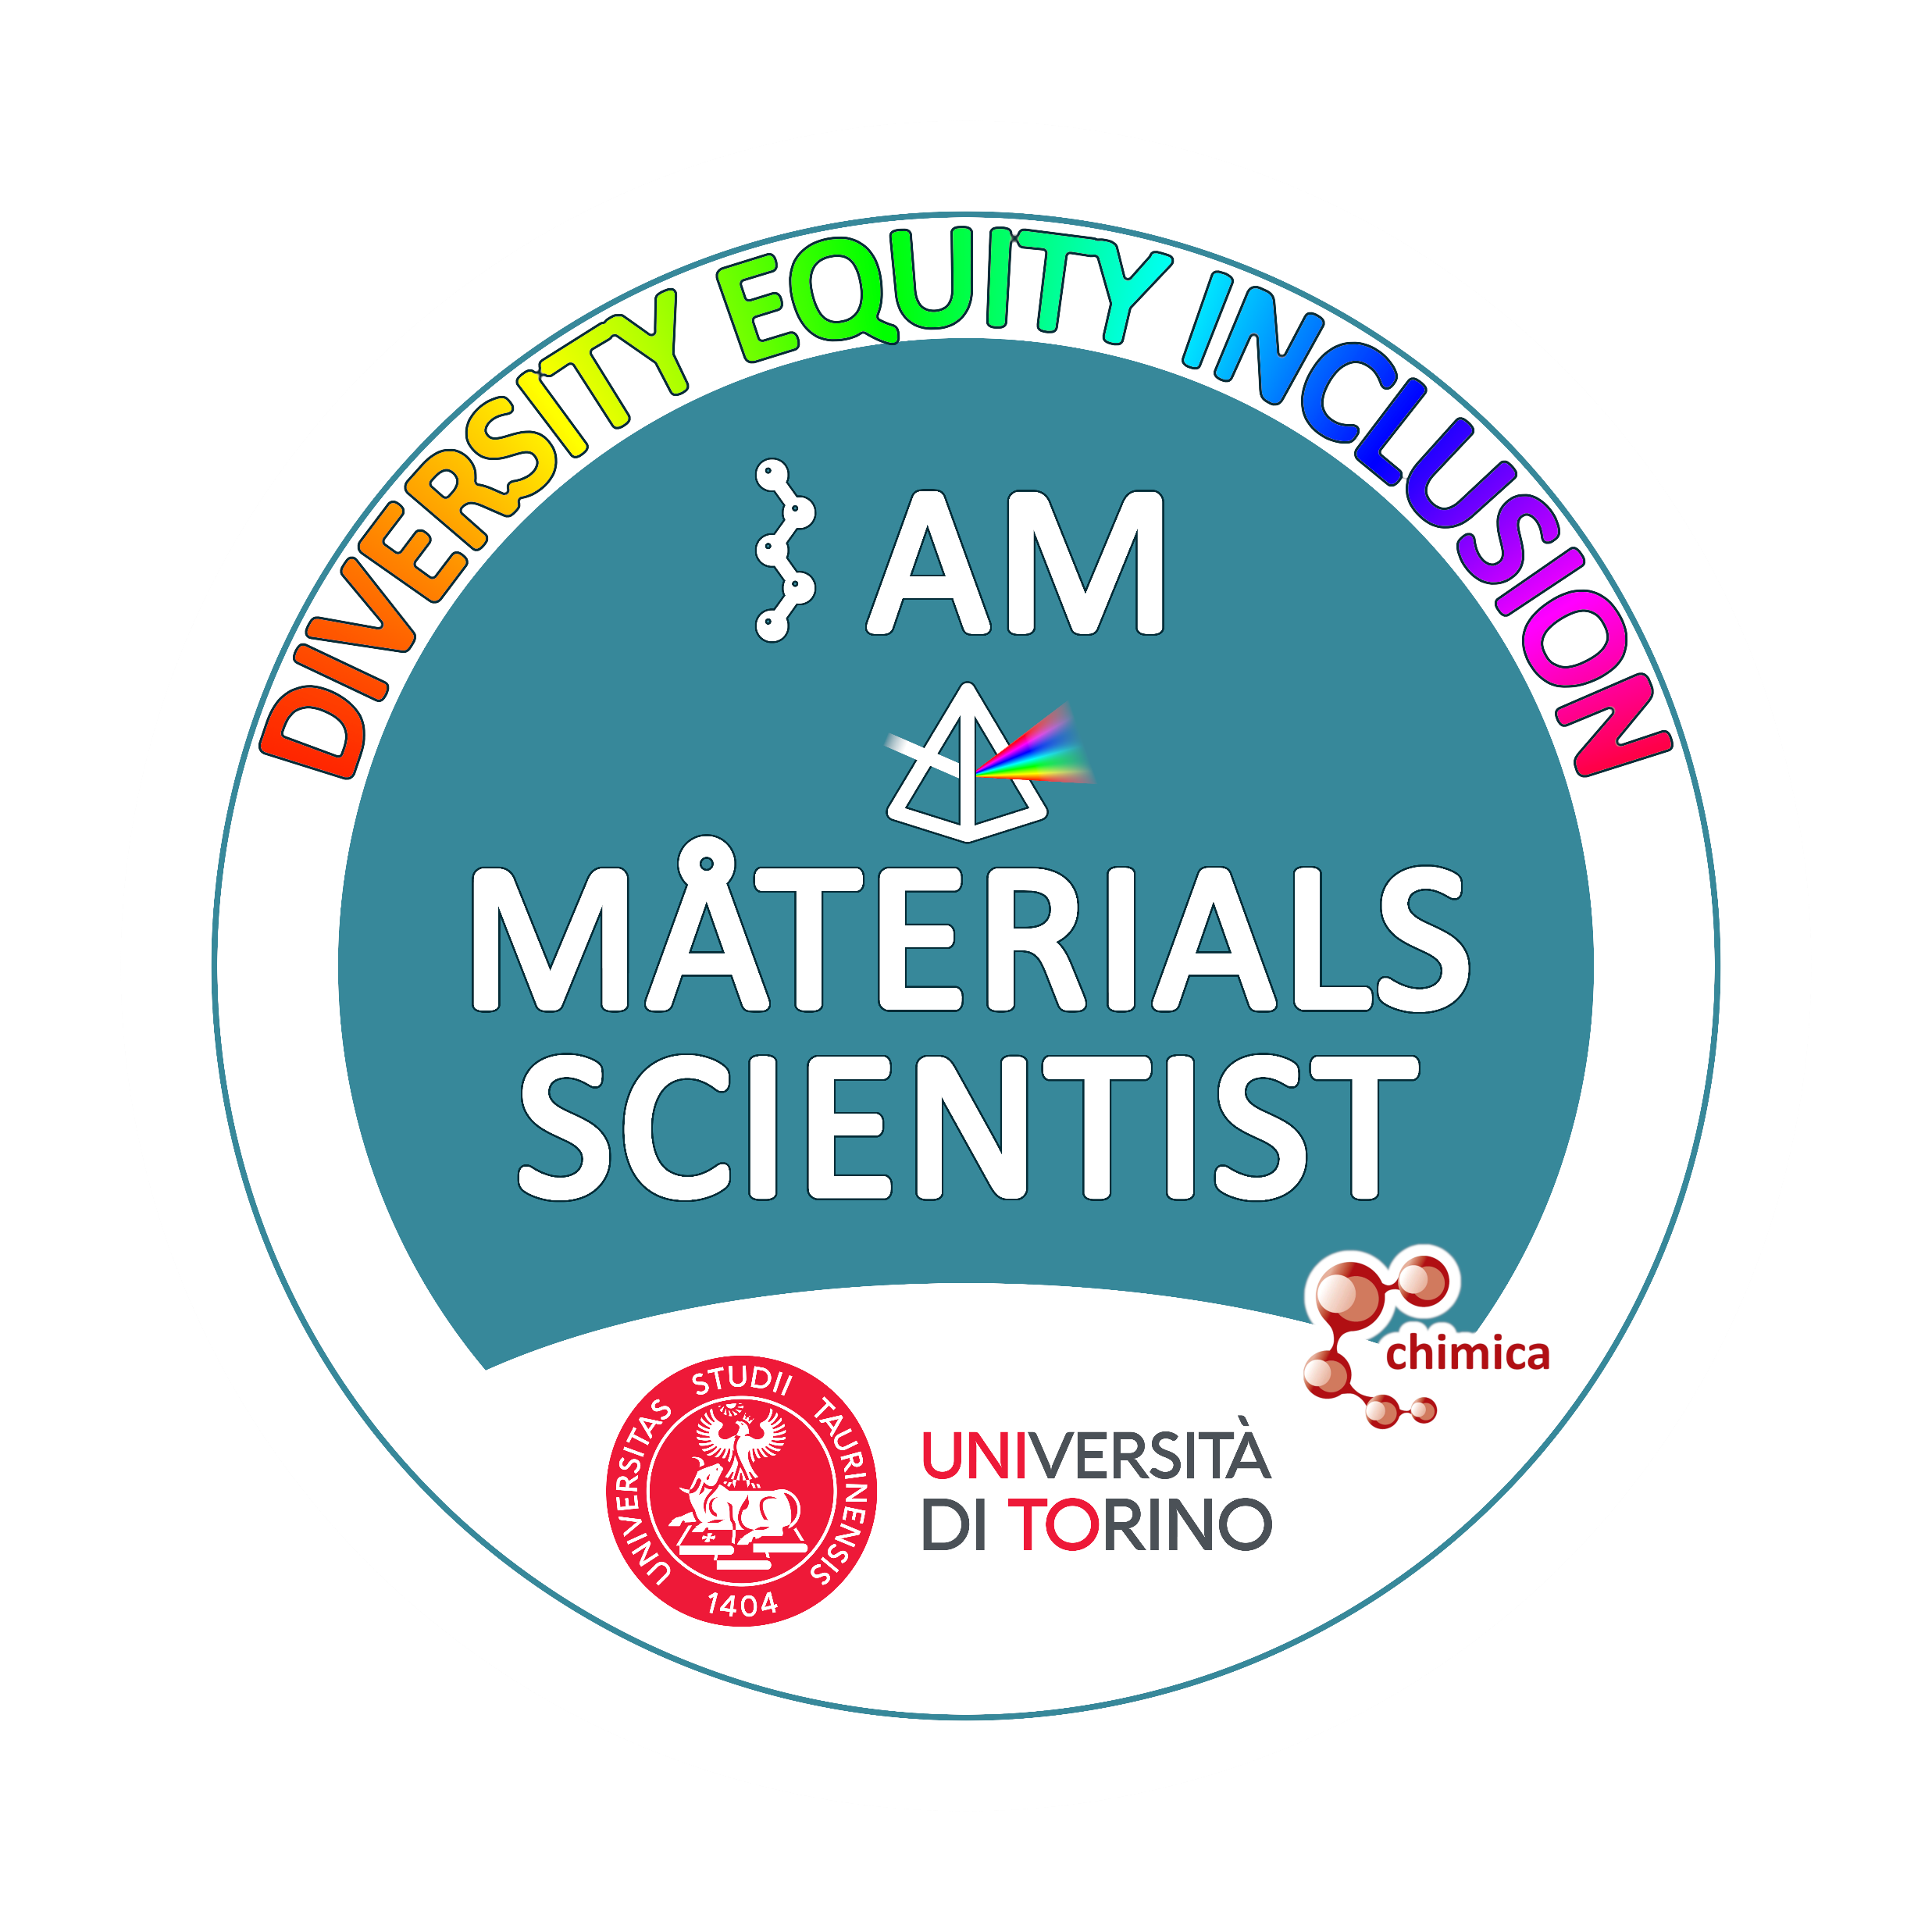 DIVERSITY EQUITY INCLUSION
I AM
A
MÅTERIALS
SCIENTIST
chimica
UNIVERSITAS STUDII TAURINENSIS
1404
UNIVERSITÀ
DI TORINO